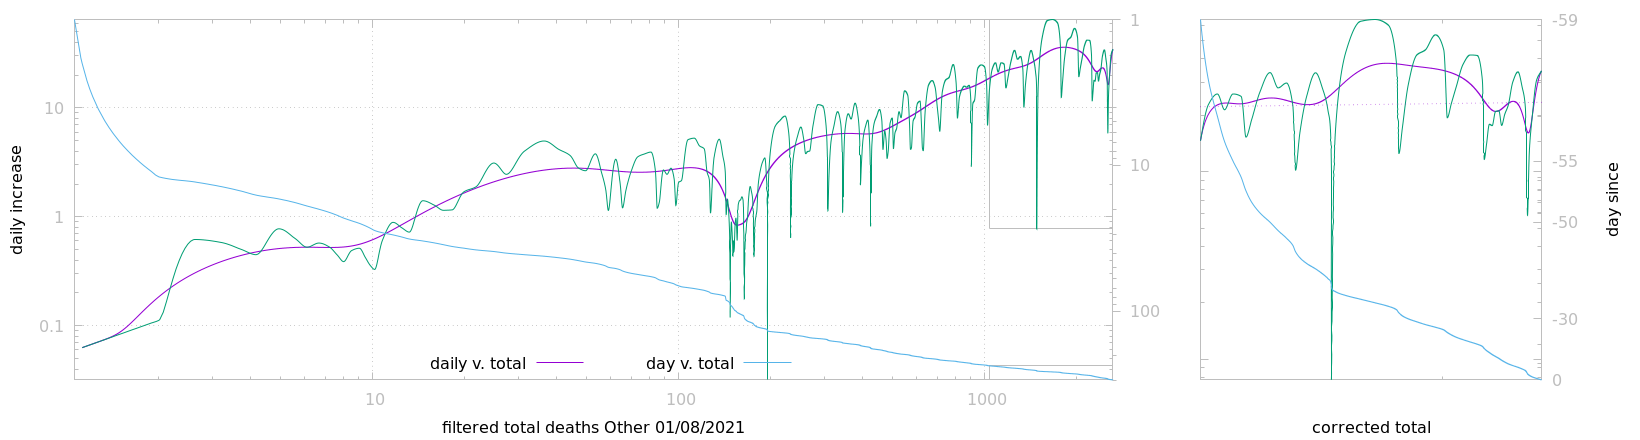 daily increase
10
1
0.1
10
100
1000
1
10
100
daily v. total
day v. total
filtered total deaths Other 01/08/2021
-59
-55
-50
-30
0
day since
corrected total